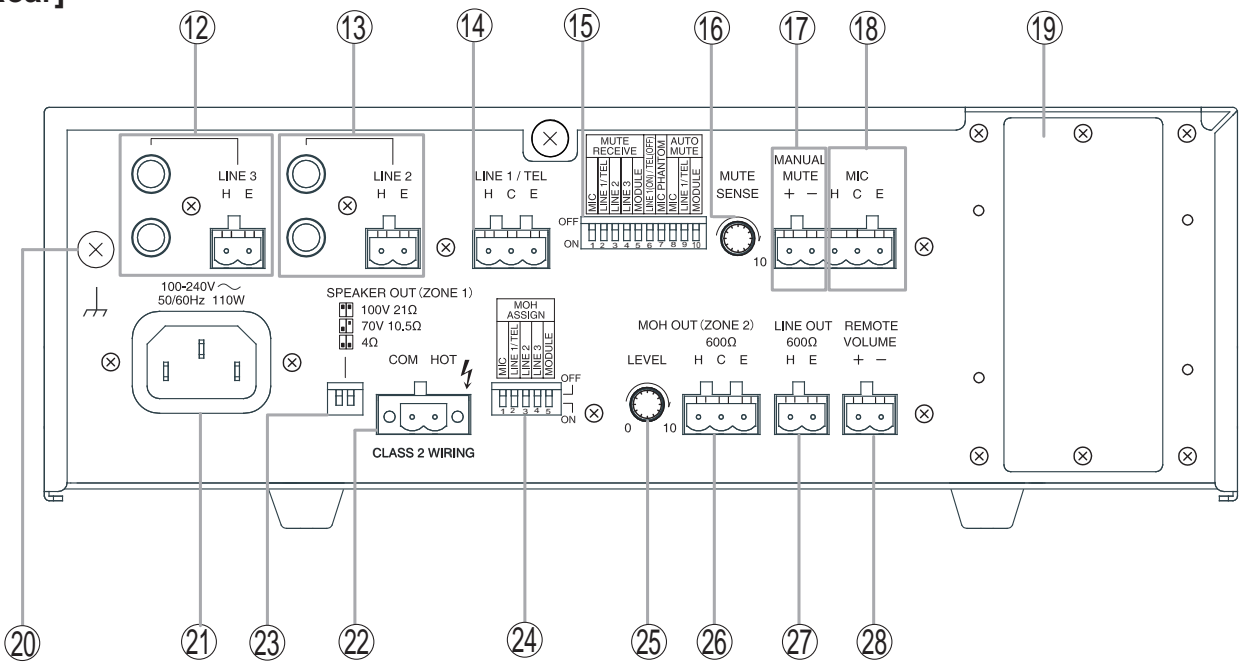 ⑫ ⑬ ⑭ ⑮ ⑯ ⑰ ⑱ ⑲
LINE 3
H E
LINE 2
H E
LINE 1 / TEL
H C E
MUTE RECEIVE
AUTO MUTE
MIC
LINE 1/ TEL
LINE 2
LINE 3
MODULE
LINE 1(ON) / TEL(OFF)
MIC PHANTOM
MIC
LINE 1/TEL
MODULE
OFF
ON
1 2 3 4 5 6 7 8 9 10
MUTE
SENSE
10
MANUAL
MUTE
+ −
MIC
H C E
100-240V ~
50/60Hz 110W
SPEAKER OUT (ZONE 1)
100V 21Ω
70V 10.5Ω
4Ω
COM HOT
CLASS 2 WIRING
MOH
ASSIGN
MIC
LINE 1/ TEL
LINE 2
LINE 3
MODULE
OFF
ON
1 2 3 4 5
MOH OUT (ZONE 2)
600Ω
LEVEL
H C E
0 10
LINE OUT
600Ω
H E
REMOTE
VOLUME
+ −
⑳ ㉑ ㉓ ㉒ ㉔ ㉕ ㉖ ㉗ ㉘